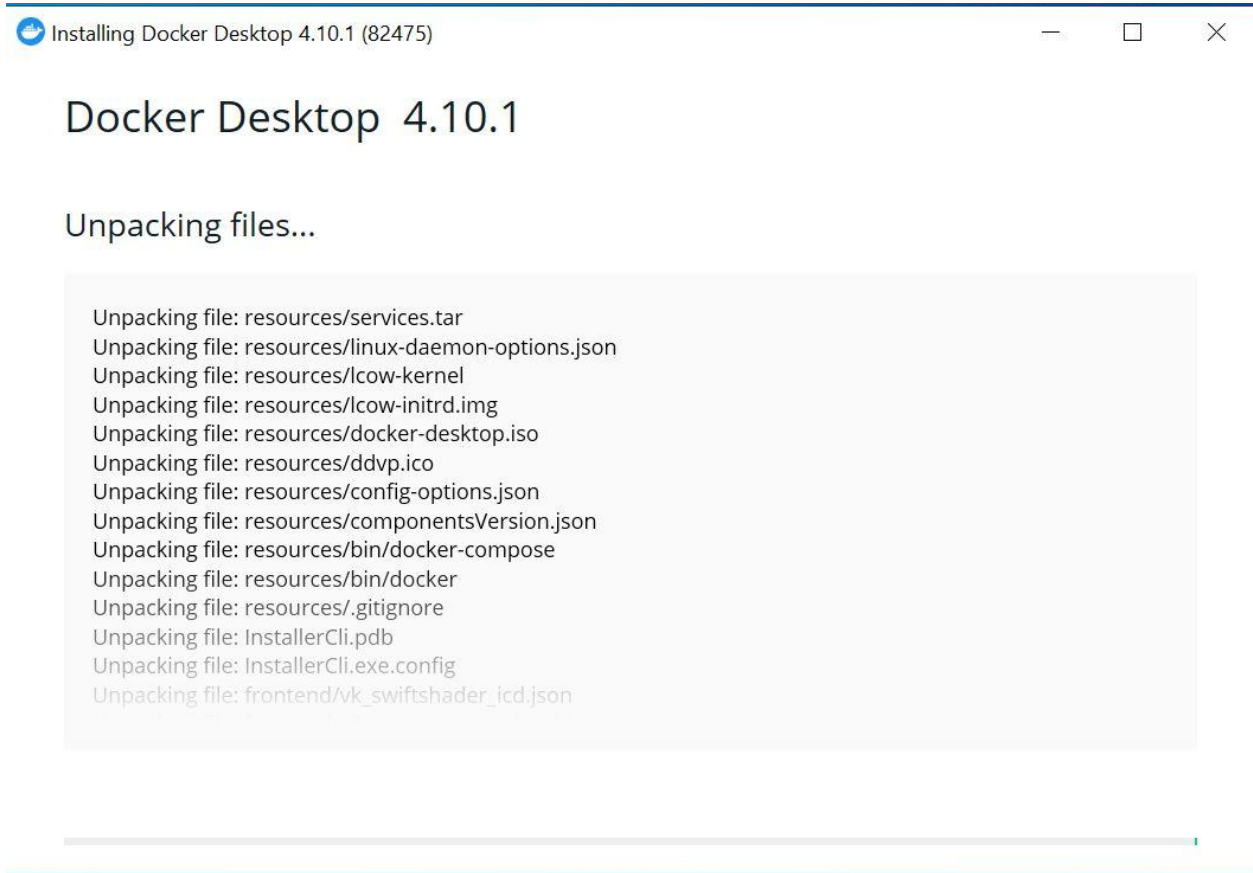 Installing Docker Desktop 4.10.1 (82475)
Docker Desktop 4.10.1
Unpacking files...
Unpacking file: resources/services.tar
Unpacking file: resources/linux-daemon-options.json
Unpacking file: resources/lcow-kernel
Unpacking file: resources/lcow-initrd.img
Unpacking file: resources/docker-desktop.iso
Unpacking file: resources/ddvp.ico
Unpacking file: resources/config-options.json
Unpacking file: resources/componentsVersion.json
Unpacking file: resources/bin/docker-compose
Unpacking file: resources/bin/docker
Unpacking file: resources/.gitignore
Unpacking file: InstallerCli.pdb
Unpacking file: InstallerCli.exe.config
Unpacking file: frontend/vk_swiftshader_icd.json